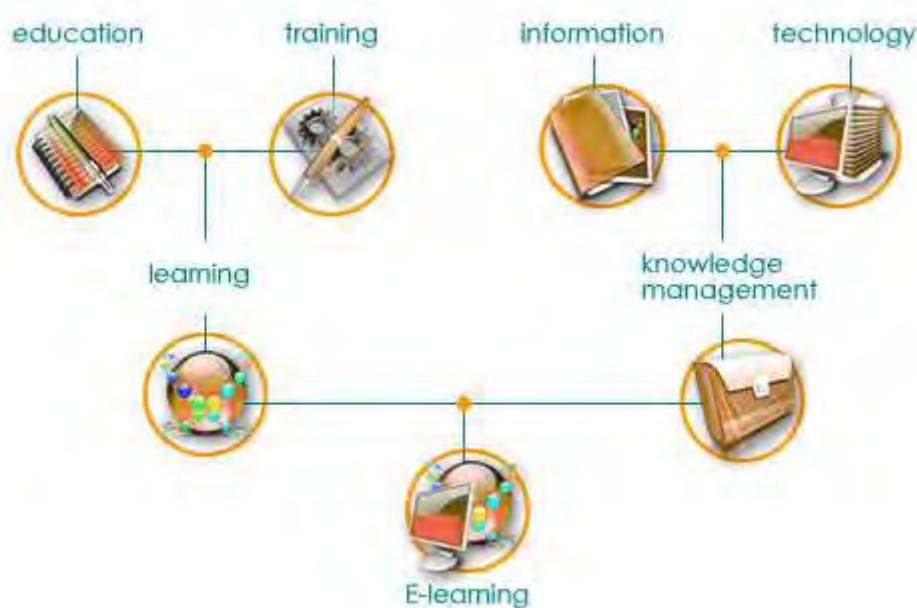 education
training
information
technology
learning
knowledge
management
E-learning